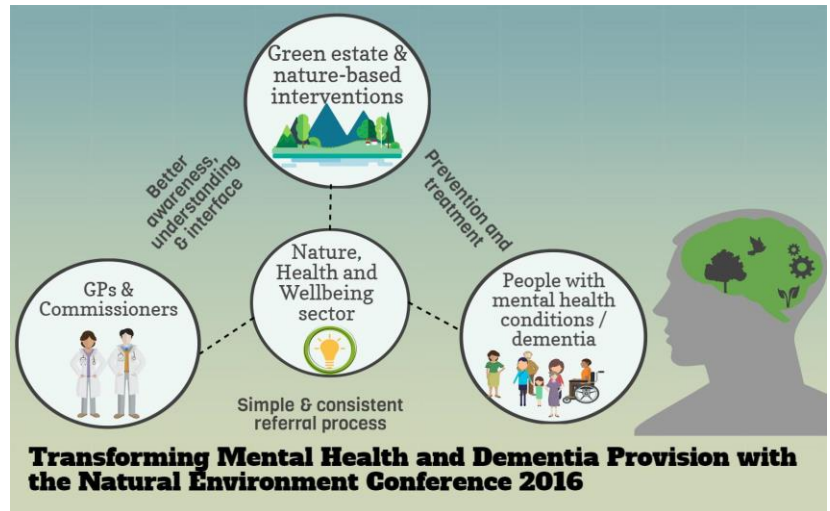 Green estate &
nature-based
interventions
Better
awareness,
understanding
& interface
Prevention and
treatment
GPs &
Commissioners
Nature,
Health and
Wellbeing
sector
People with
mental health
conditions /
dementia
Simple & consistent
referral process
Transforming Mental Health and Dementia Provision with
the Natural Environment Conference 2016